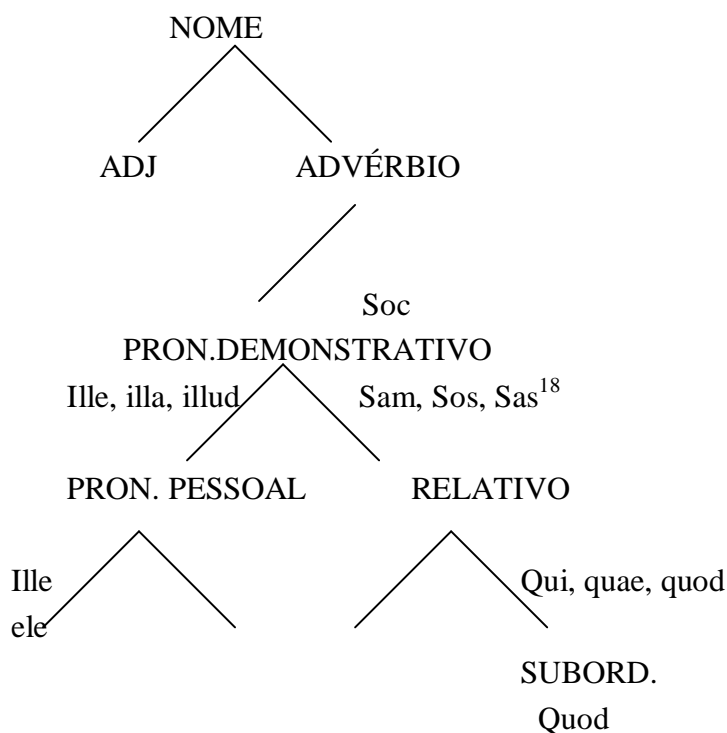 NOME
ADJ ADVÉRBIO
Soc
PRON.DEMONSTRATIVO
Ille, illa, illud Sam, Sos, Sas18
PRON. PESSOAL RELATIVO
Ille Qui, quae, quod
ele
SUBORD.
Quod